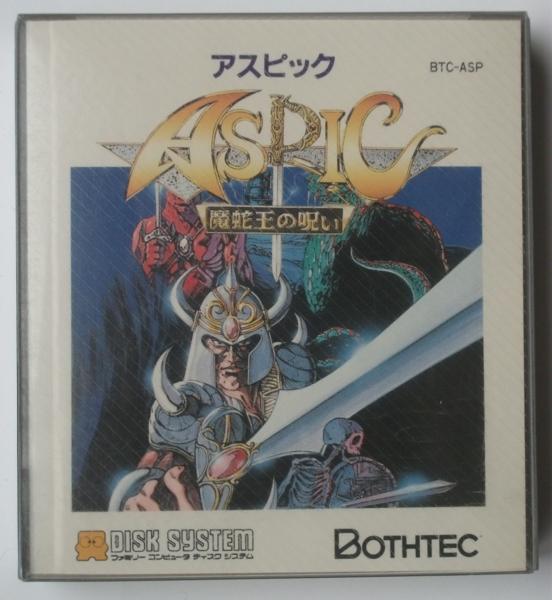 アスピック
BTC-ASP
ASPIC
魔蛇王の呪い
DISK SYSTEM
ファミリー コンピュータ ディスク システム
BOTHTEC